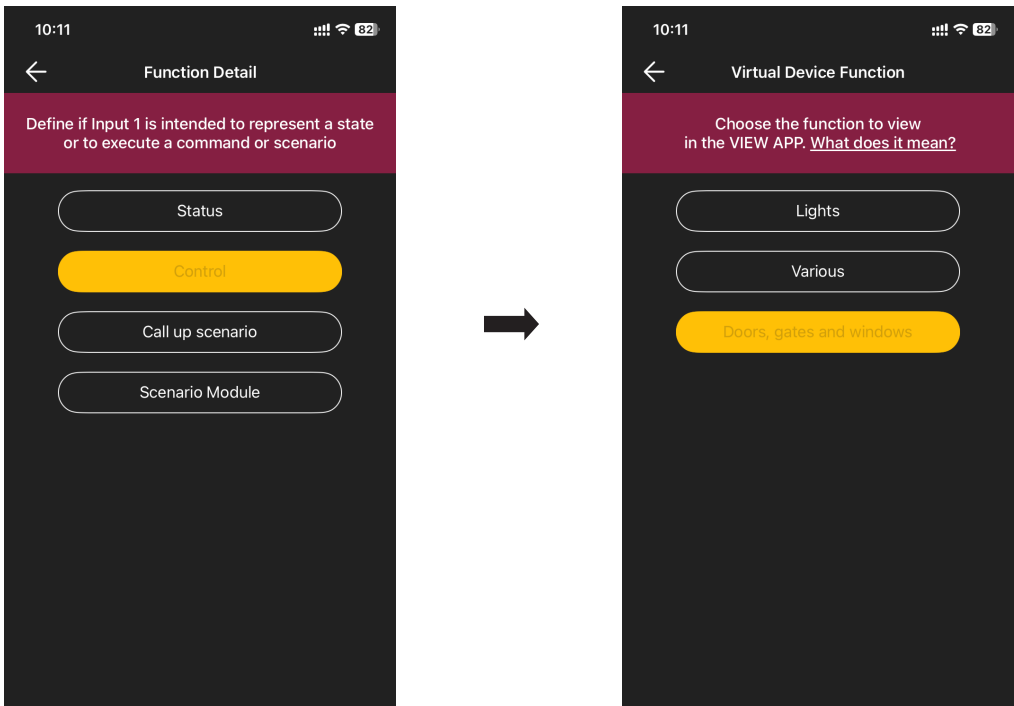 10:11
82
Function Detail
Define if Input 1 is intended to represent a state
or to execute a command or scenario
Status
Control
Call up scenario
Scenario Module
10:11
82
Virtual Device Function
Choose the function to view
in the VIEW APP. What does it mean?
Lights
Various
Doors, gates and windows